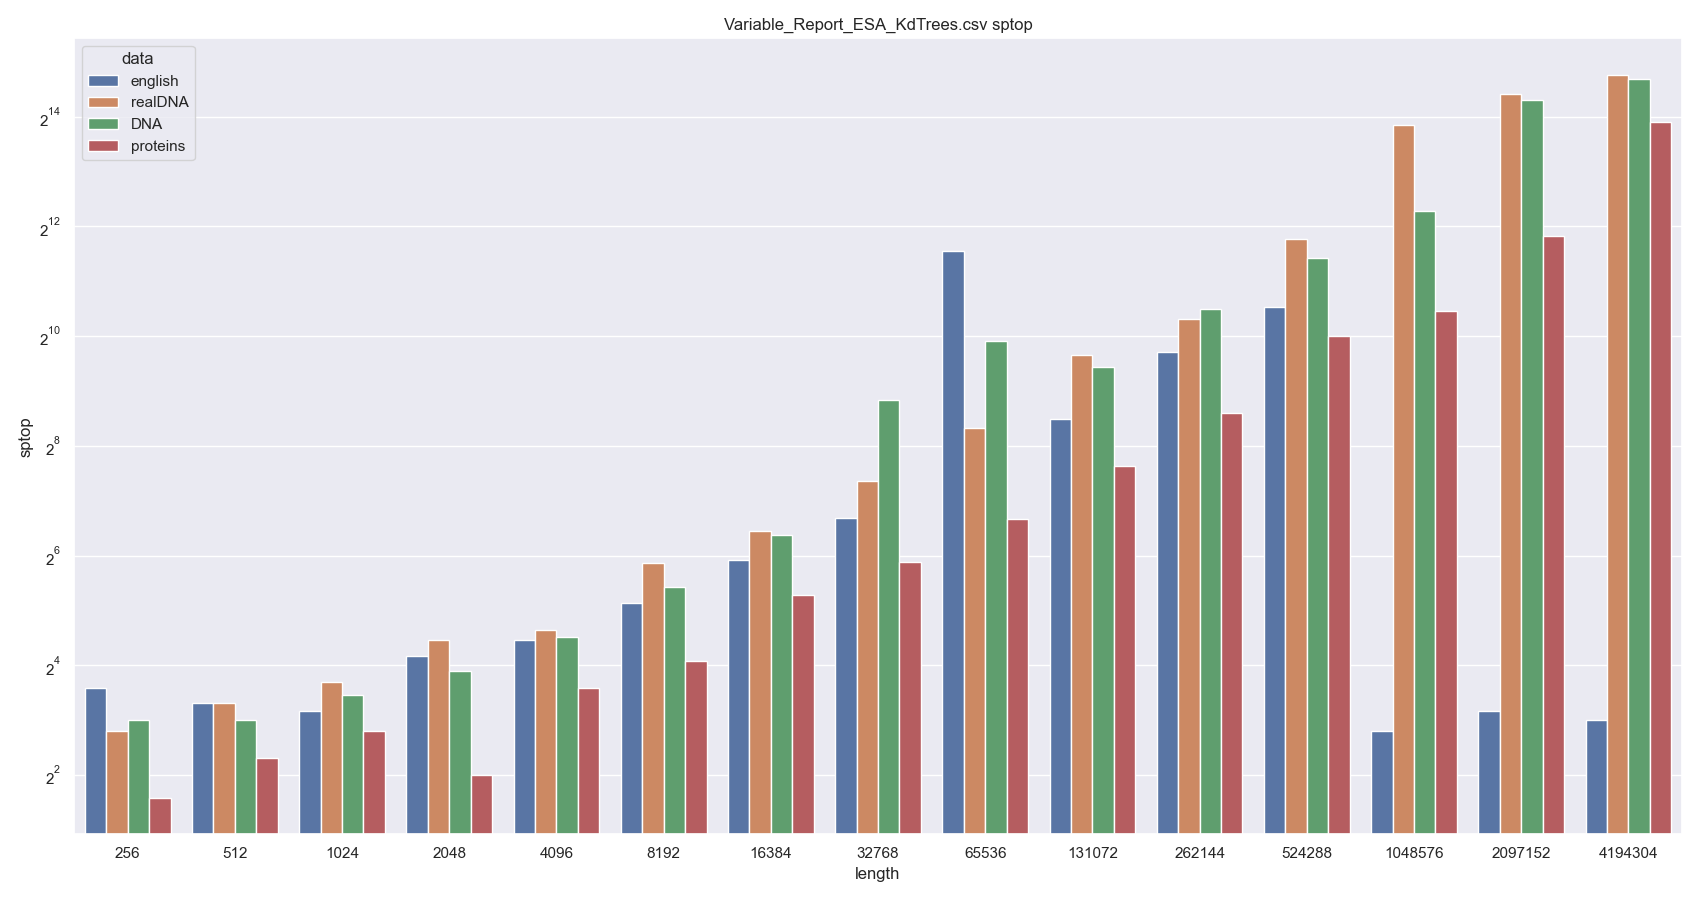 Variable_Report_ESA_KdTrees.csv sptop
data
english
realDNA
DNA
proteins
2^14
2^12
2^10
2^8
2^6
2^4
2^2
sptop
256 512 1024 2048 4096 8192 16384 32768 65536 131072 262144 524288 1048576 2097152 4194304
length